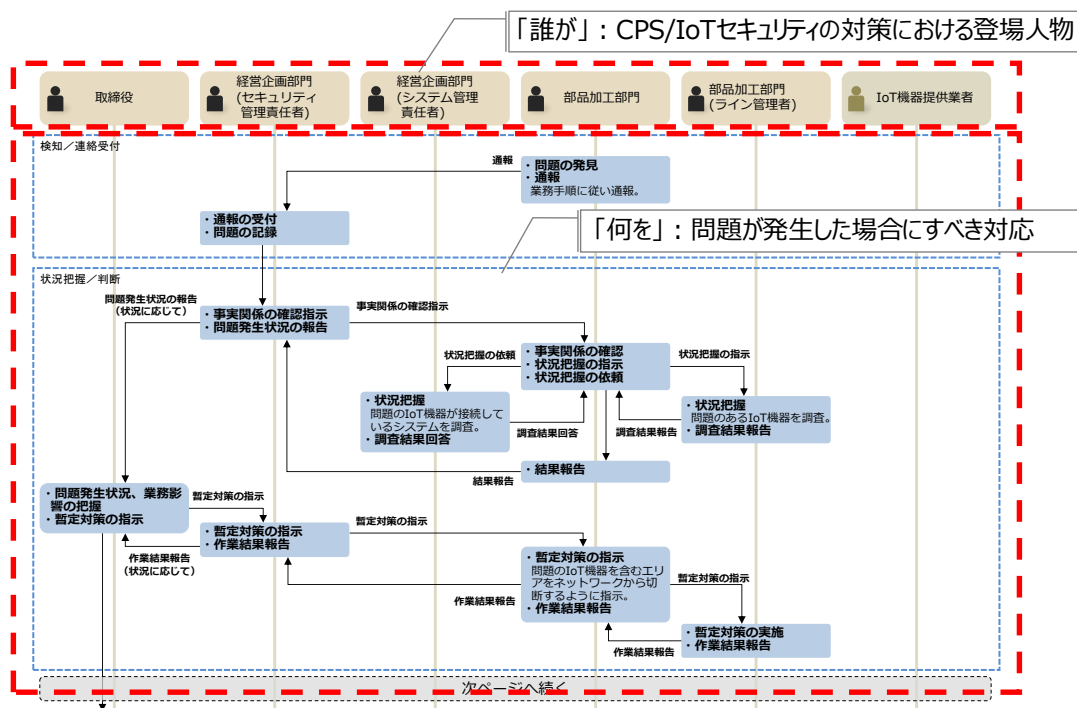 「誰が」：CPS/IoTセキュリティの対策における登場人物
取締役
経営企画部門
(セキュリティ
管理責任者)
経営企画部門
(システム管理
責任者)
部品加工部門
部品加工部門
(ライン管理者)
IoT機器提供業者
検知／連絡受付
通報
・問題の発見
・通報
業務手順に従い通報。
・通報の受付
・問題の記録
「何を」：問題が発生した場合にすべき対応
状況把握／判断
問題発生状況の報告
（状況に応じて）
・事実関係の確認指示
・問題発生状況の報告
事実関係の確認指示
・事実関係の確認
・状況把握の指示
・状況把握の依頼
状況把握の依頼
状況把握の指示
・状況把握
問題のIoT機器が接続して
いるシステムを調査。
・調査結果回答
調査結果回答
・状況把握
問題のあるIoT機器を調査。
・調査結果報告
調査結果報告
・結果報告
結果報告
・問題発生状況、業務影
響の把握
・暫定対策の指示
暫定対策の指示
・暫定対策の指示
・作業結果報告
作業結果報告
（状況に応じて）
暫定対策の指示
・暫定対策の指示
問題のIoT機器を含むエリ
アをネットワークから切
断するように指示。
・作業結果報告
作業結果報告
暫定対策の指示
・暫定対策の実施
・作業結果報告
作業結果報告
次ページへ続く